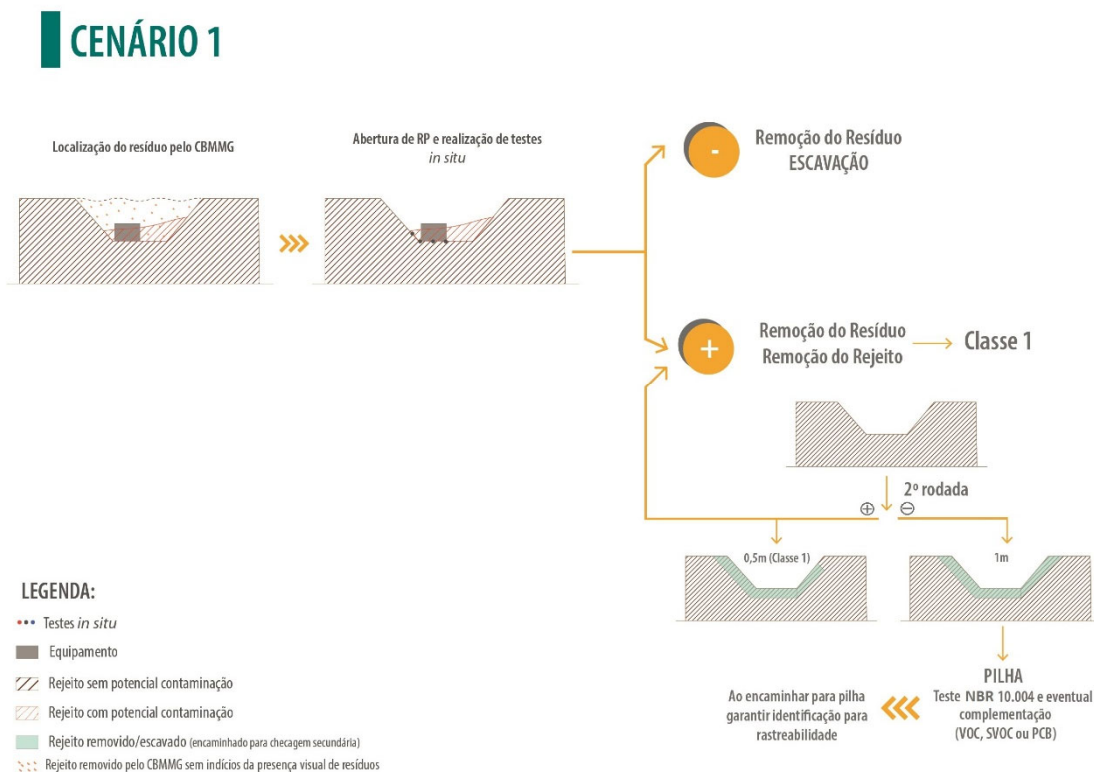 CENÁRIO 1
Localização do resíduo pelo CBMMG
Abertura de RP e realização de testes
in situ
-
Remoção do Resíduo
ESCAVAÇÃO
+
Remoção do Resíduo
Remoção do Rejeito
Classe 1
2º rodada
+ -
0,5m (Classe 1)
1m
PILHA
Teste NBR 10.004 e eventual
complementação
(VOC, SVOC ou PCB)
Ao encaminhar para pilha
garantir identificação para
rastreabilidade
LEGENDA:
Testes in situ
Equipamento
Rejeito sem potencial contaminação
Rejeito com potencial contaminação
Rejeito removido/escavado (encaminhado para checagem secundária)
Rejeito removido pelo CBMMG sem indícios da presença visual de resíduos